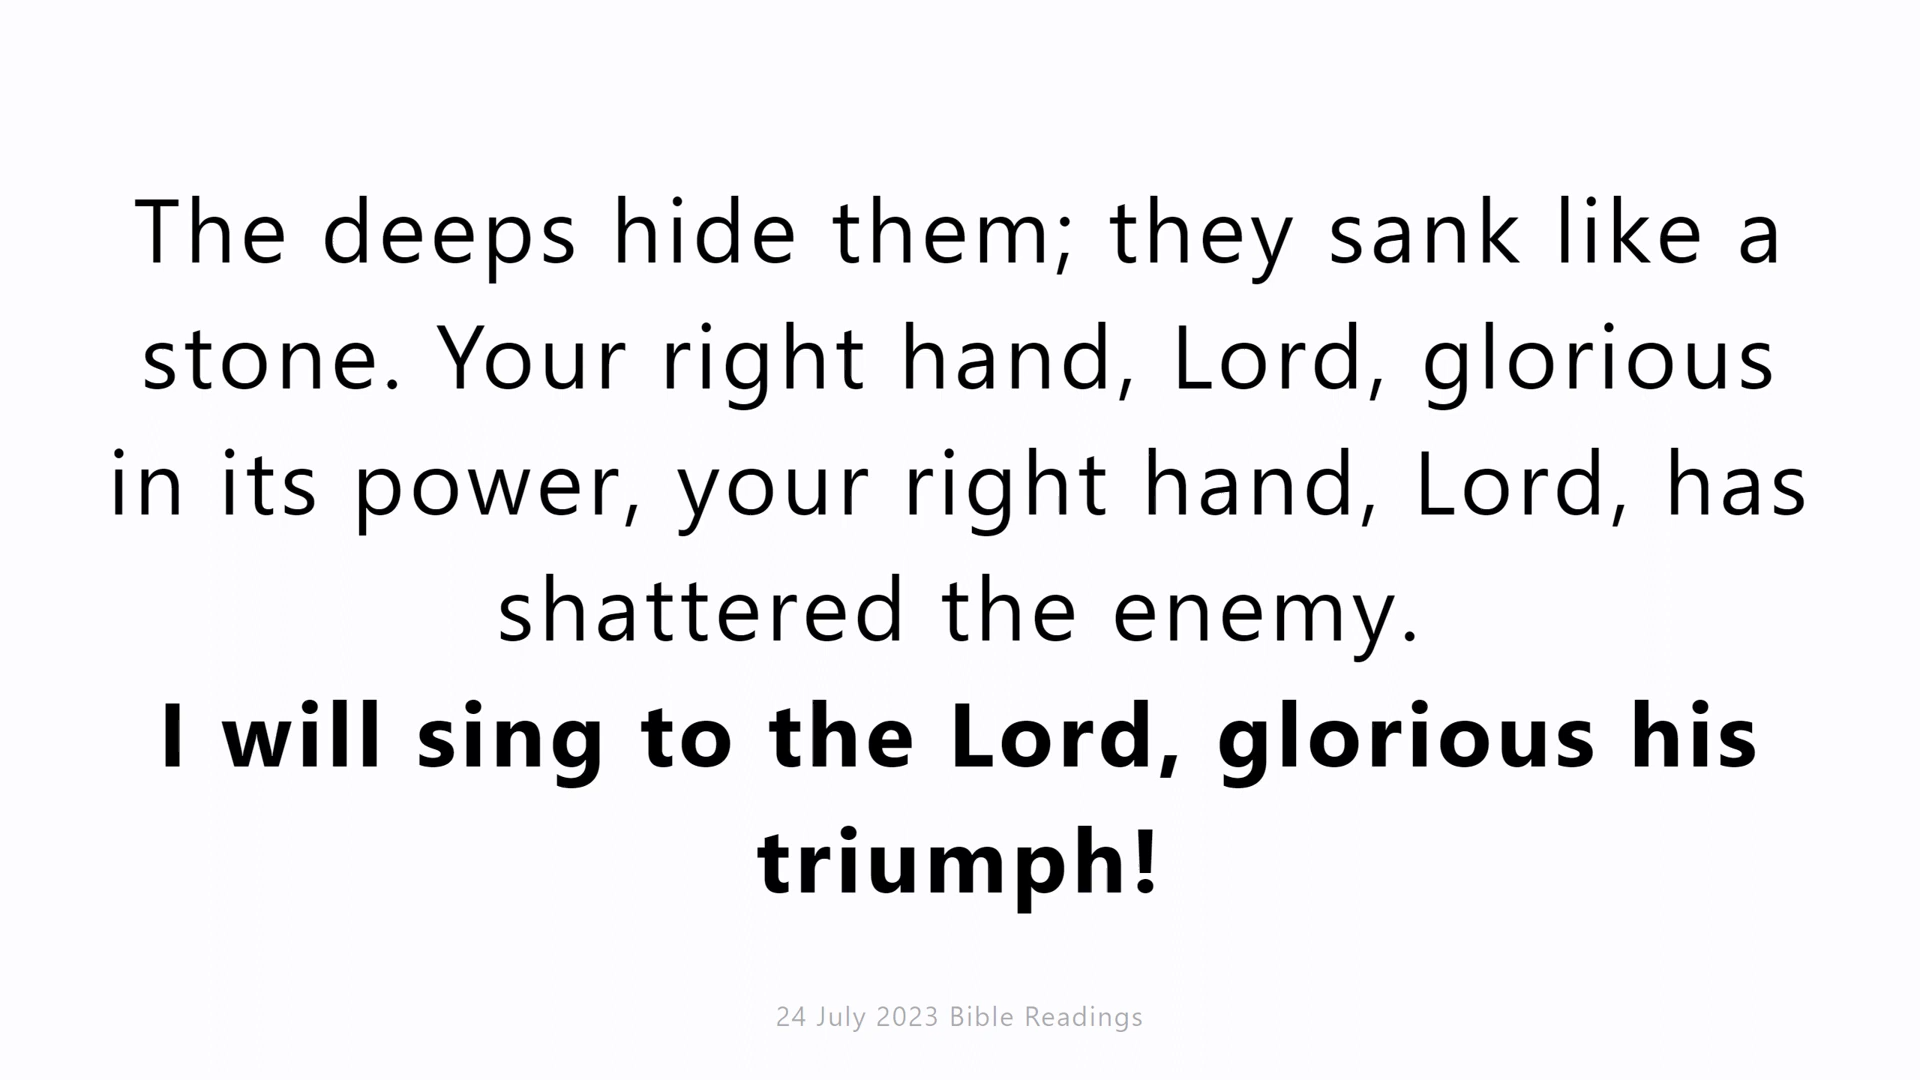 The deeps hide them; they sank like a
stone. Your right hand, Lord, glorious
in its power, your right hand, Lord, has
shattered the enemy.
I will sing to the Lord, glorious his
triumph!
24 July 2023 Bible Readings